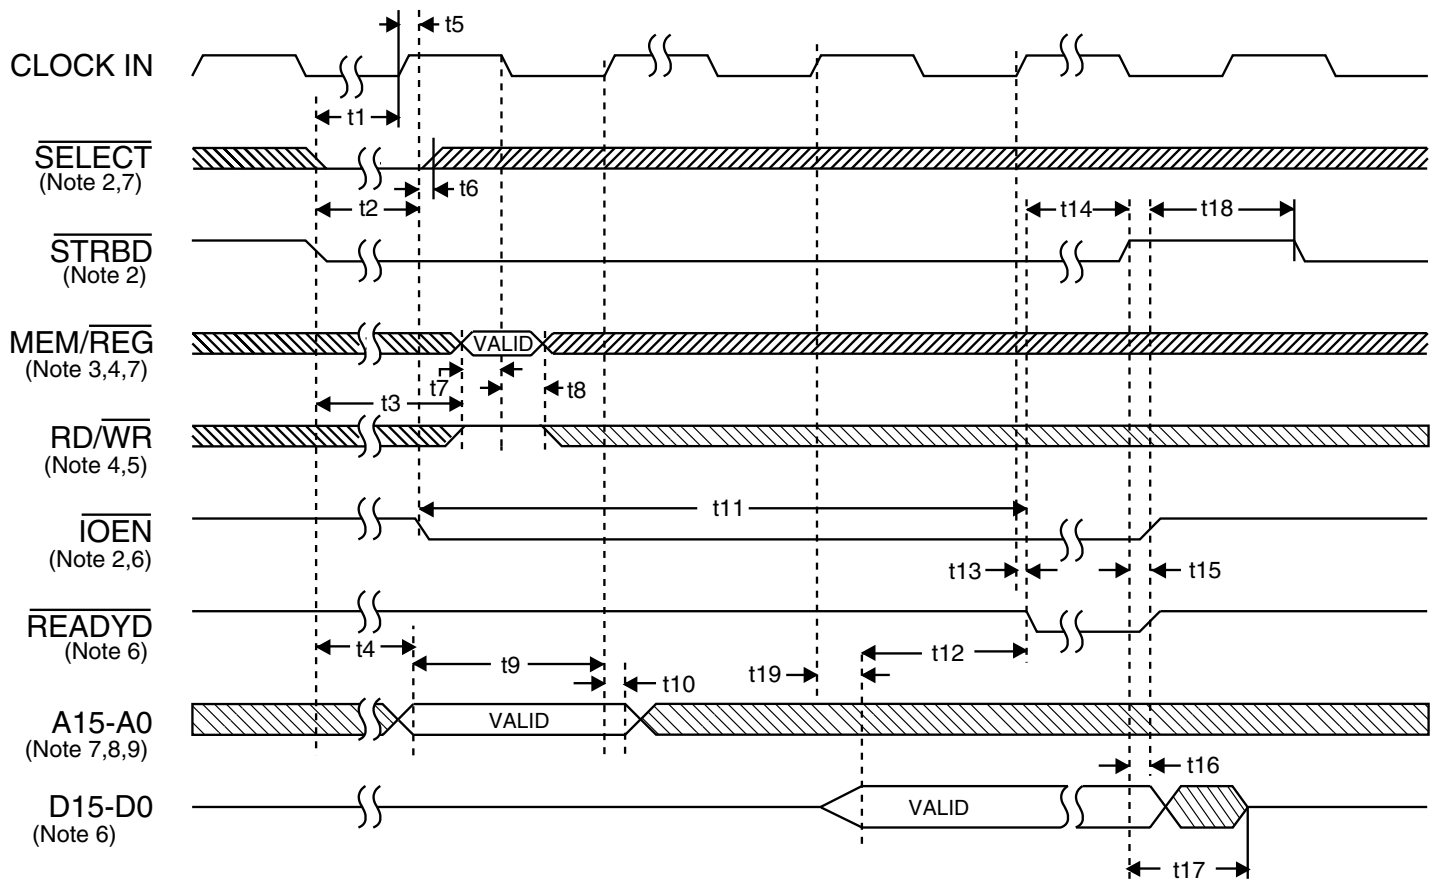 t5
CLOCK IN
t1
SELECT
(Note 2,7)
t6
t2
t14
t18
STRBD
(Note 2)
MEM/REG
(Note 3,4,7)
VALID
t7
t8
t3
RD/WR
(Note 4,5)
t11
IOEN
(Note 2,6)
t13
t15
READYD
(Note 6)
t4
t9
t12
t19
t10
A15-A0
(Note 7,8,9)
VALID
t16
D15-D0
(Note 6)
VALID
t17